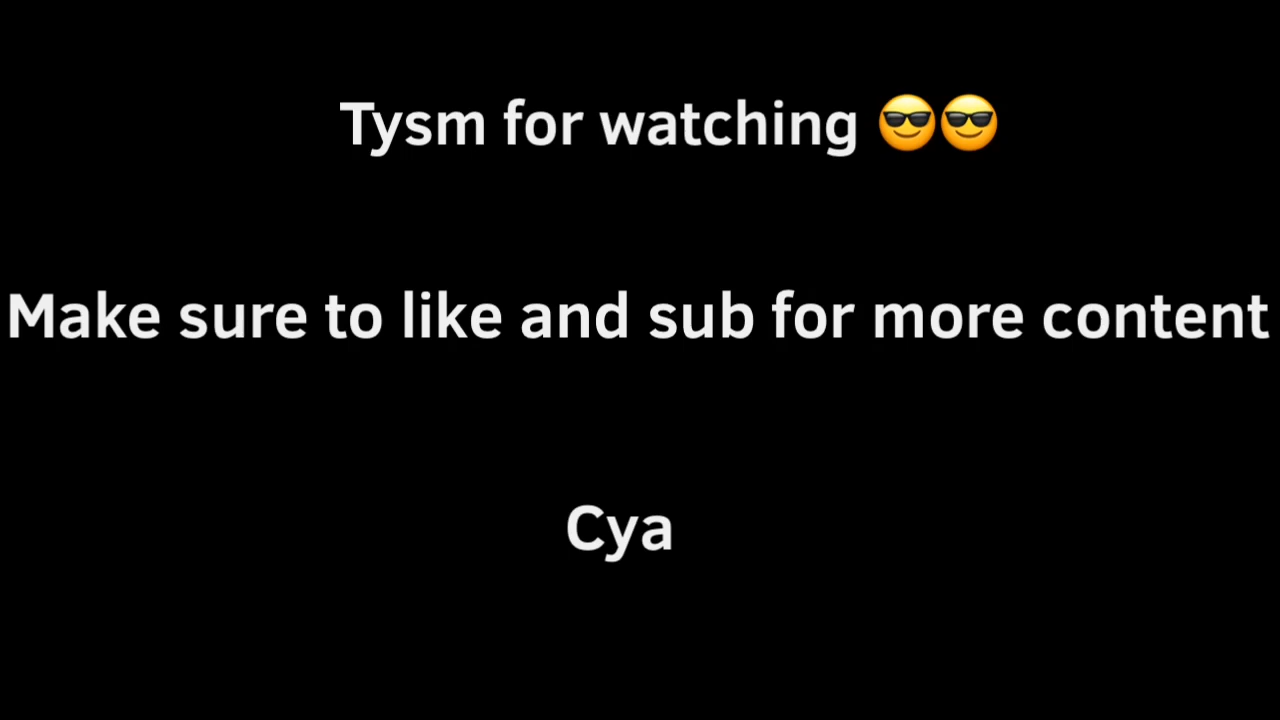 Tysm for watching 😎😎
Make sure to like and sub for more content
Cya